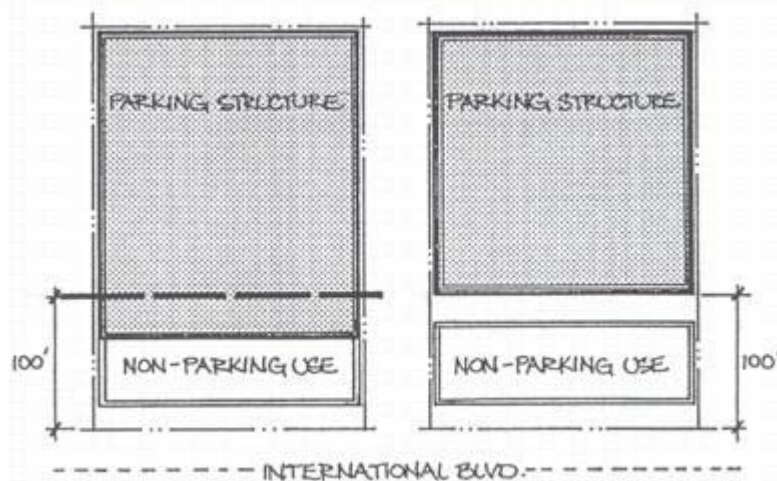 PARKING STRUCTURE
PARKING STRUCTURE
100'
NON-PARKING USE
NON-PARKING USE
100'
INTERNATIONAL BLVD.